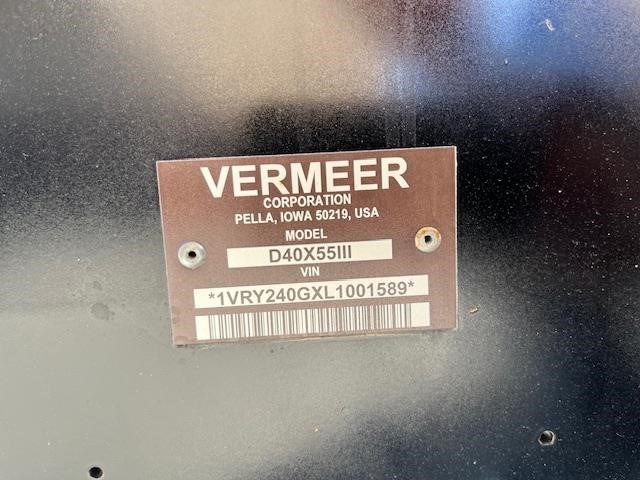 VERMEER
CORPORATION
PELLA, IOWA 50219, USA
MODEL
D40X55III
VIN
*1VRY240GXL1001589*